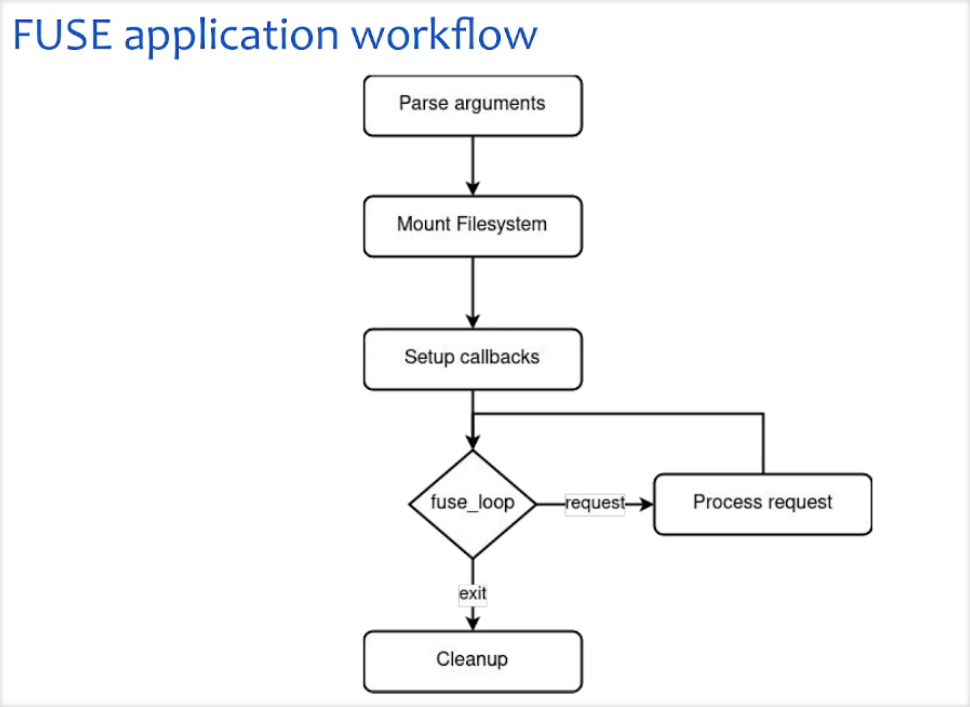 FUSE application workflow
Parse arguments
Mount Filesystem
Setup callbacks
fuse_loop
request
Process request
exit
Cleanup